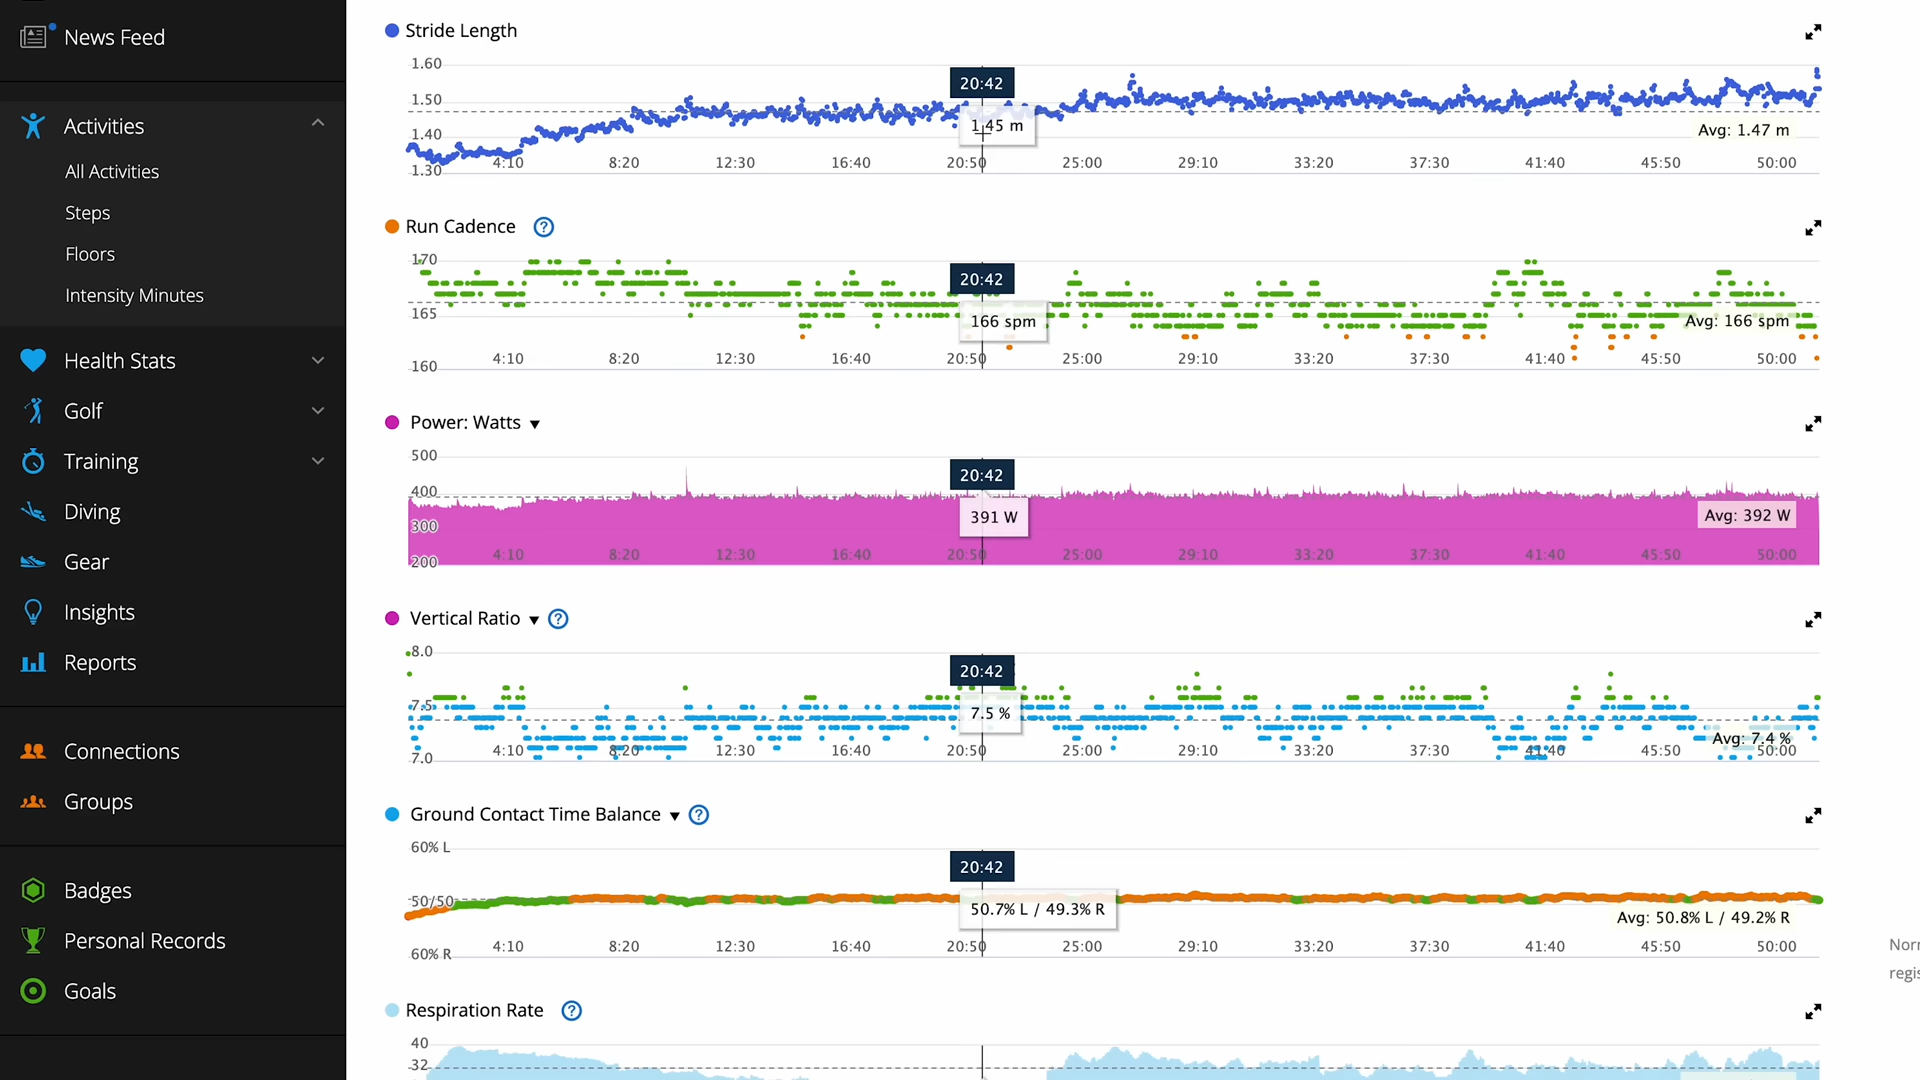 News Feed
Activities
All Activities
Steps
Floors
Intensity Minutes
Health Stats
Golf
Training
Diving
Gear
Insights
Reports
Connections
Groups
Badges
Personal Records
Goals
Stride Length
1.60
1.50
1.40
1.30
20:42
1.45 m
Avg: 1.47 m
4:10 8:20 12:30 16:40 20:50 25:00 29:10 33:20 37:30 41:40 45:50 50:00
Run Cadence ?
170
165
160
20:42
166 spm
Avg: 166 spm
4:10 8:20 12:30 16:40 20:50 25:00 29:10 33:20 37:30 41:40 45:50 50:00
Power: Watts
500
400
300
200
20:42
391 W
Avg: 392 W
4:10 8:20 12:30 16:40 20:50 25:00 29:10 33:20 37:30 41:40 45:50 50:00
Vertical Ratio ?
8.0
7.5
7.0
20:42
7.5 %
Avg: 7.4 %
4:10 8:20 12:30 16:40 20:50 25:00 29:10 33:20 37:30 41:40 45:50 50:00
Ground Contact Time Balance ?
60% L
50/50
60% R
20:42
50.7% L / 49.3% R
Avg: 50.8% L / 49.2% R
4:10 8:20 12:30 16:40 20:50 25:00 29:10 33:20 37:30 41:40 45:50 50:00
Respiration Rate ?
40
32